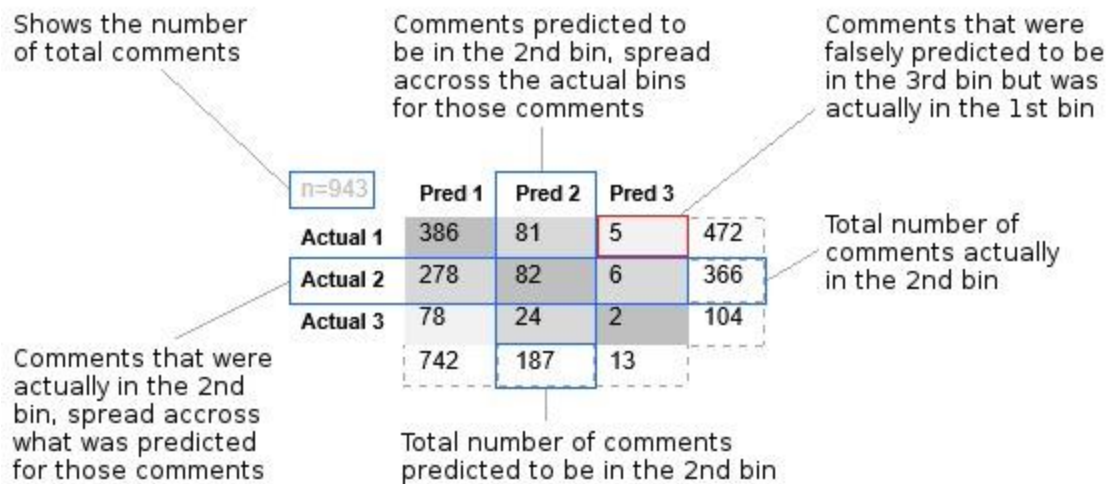 Shows the number
of total comments
Comments predicted to
be in the 2nd bin, spread
accross the actual bins
for those comments
Comments that were
falsely predicted to be
in the 3rd bin but was
actually in the 1st bin
n=943 Pred 1 Pred 2 Pred 3
Actual 1 386 81 5 472
Actual 2 278 82 6 366
Actual 3 78 24 2 104
742 187 13
Total number of
comments actually
in the 2nd bin
Comments that were
actually in the 2nd
bin, spread accross
what was predicted
for those comments
Total number of comments
predicted to be in the 2nd bin